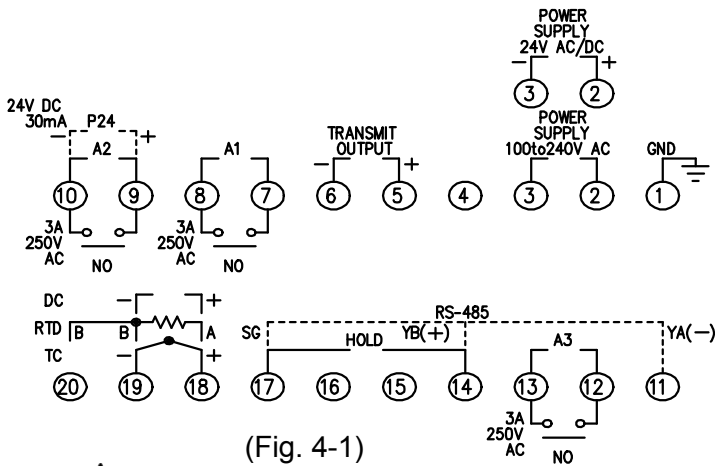 POWER
SUPPLY
24V AC/DC
− +
3 2
24V DC
30mA P24
− +
A2
A1
TRANSMIT
OUTPUT
− +
POWER
SUPPLY
100to240V AC
GND
10 9 8 7 6 5 4 3 2 1
3A
250V
AC
NO
3A
250V
AC
NO
DC − +
RTD B B A
TC − +
RS-485
SG HOLD YB(+) A3 YA(−)
20 19 18 17 16 15 14 13 12 11
3A
250V
AC
NO
(Fig. 4-1)